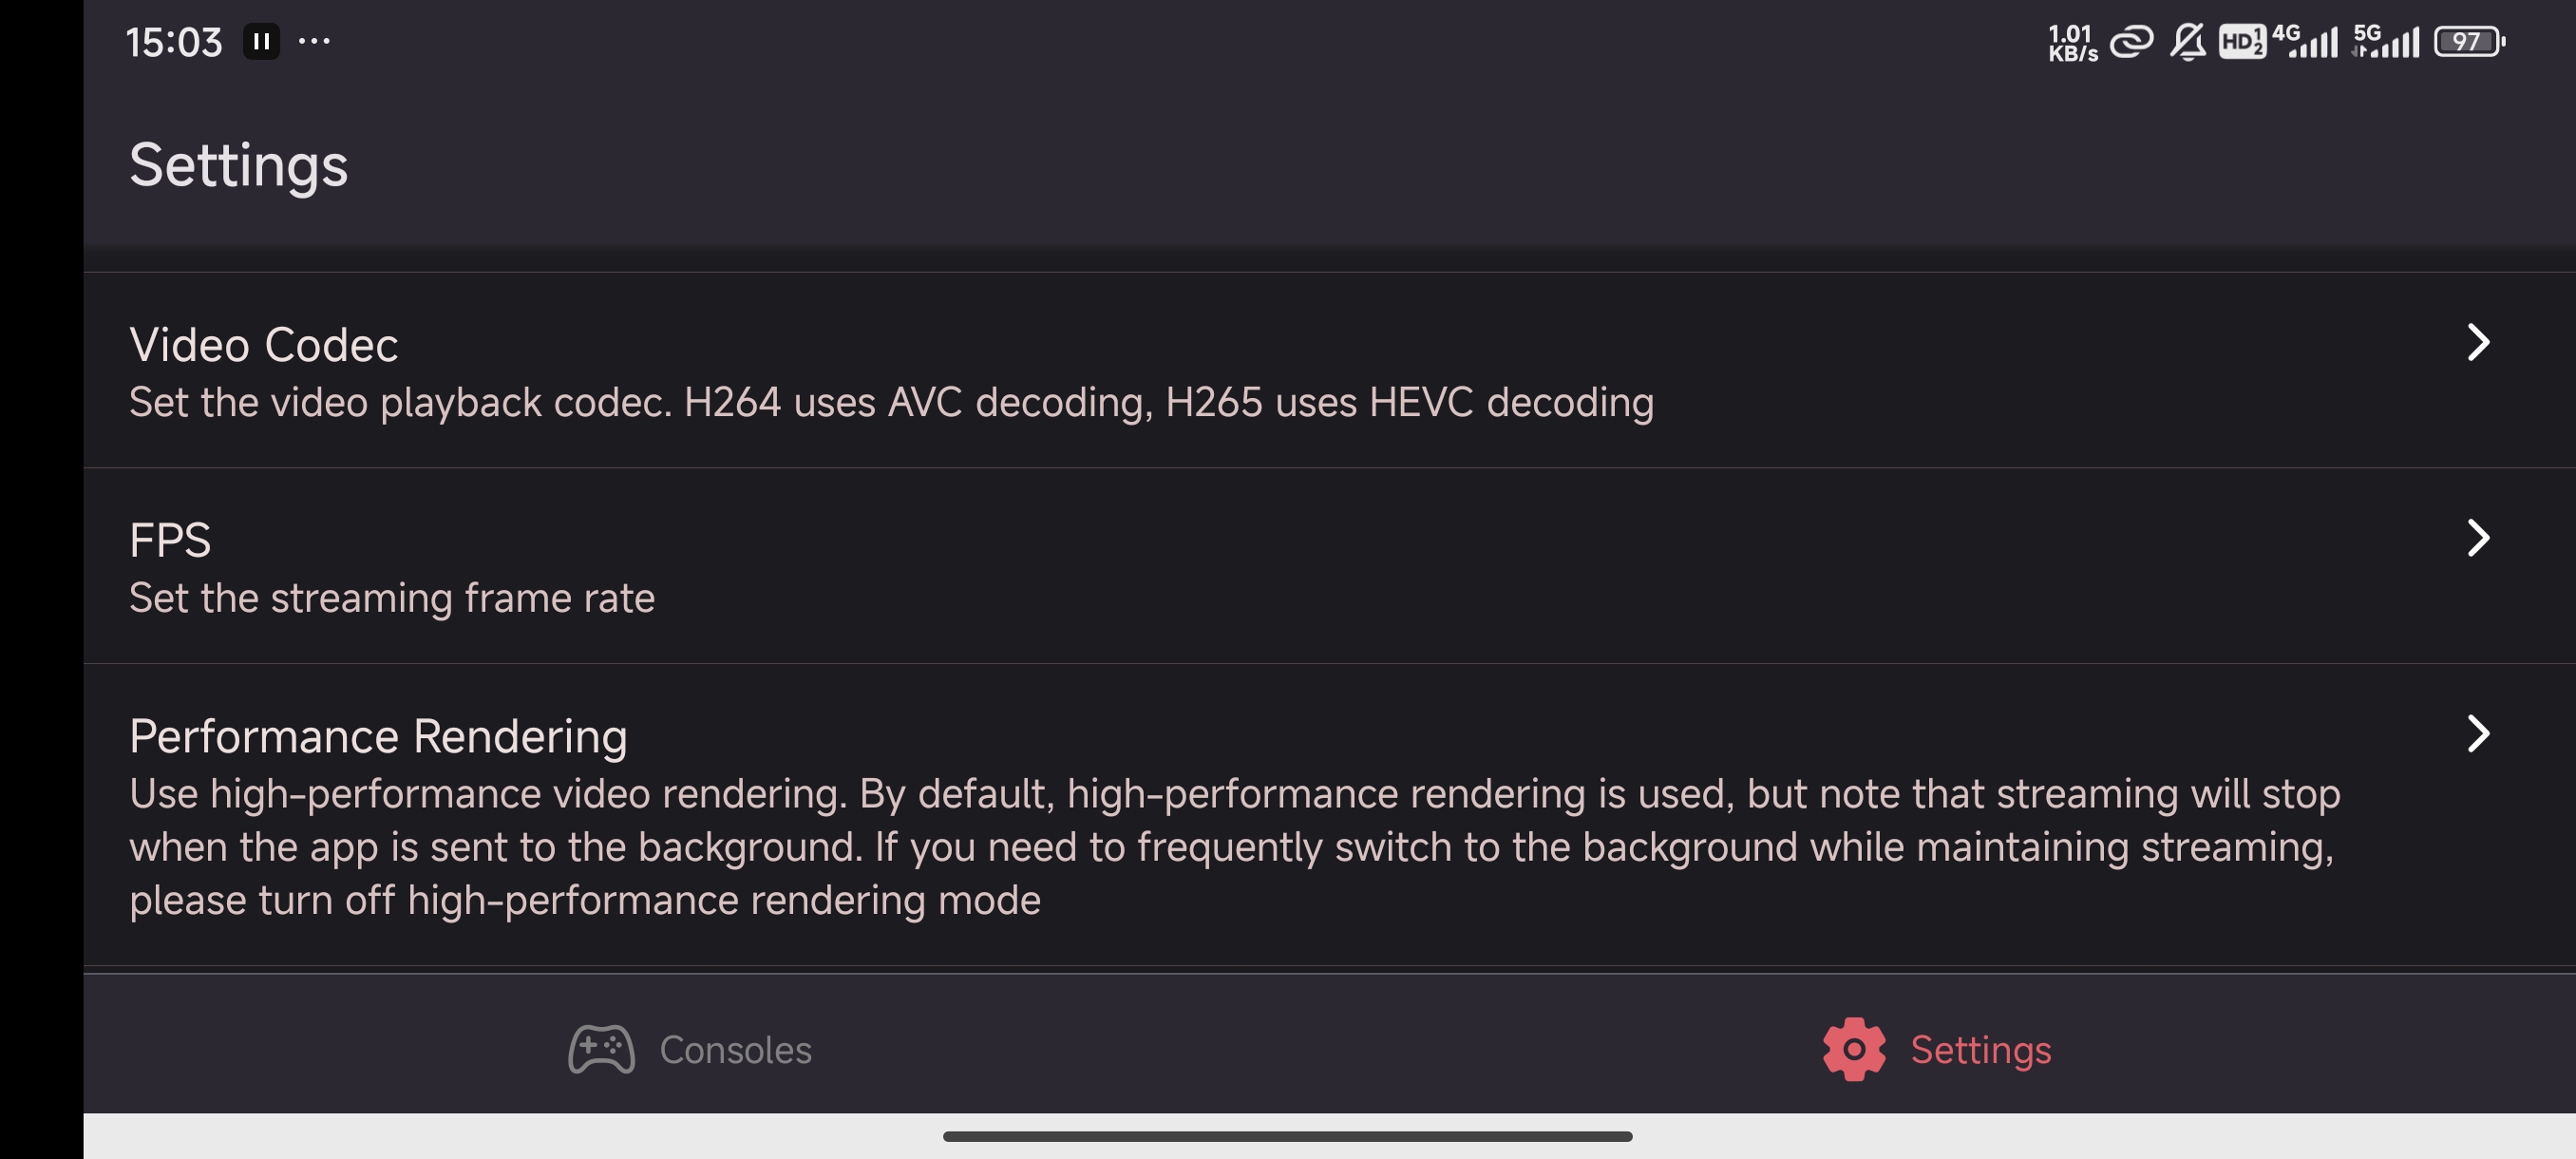 15:03 ...
1.01 KB/s HD 1 2 4G 5G 97
Settings
Video Codec
Set the video playback codec. H264 uses AVC decoding, H265 uses HEVC decoding
FPS
Set the streaming frame rate
Performance Rendering
Use high-performance video rendering. By default, high-performance rendering is used, but note that streaming will stop
when the app is sent to the background. If you need to frequently switch to the background while maintaining streaming,
please turn off high-performance rendering mode
Consoles
Settings